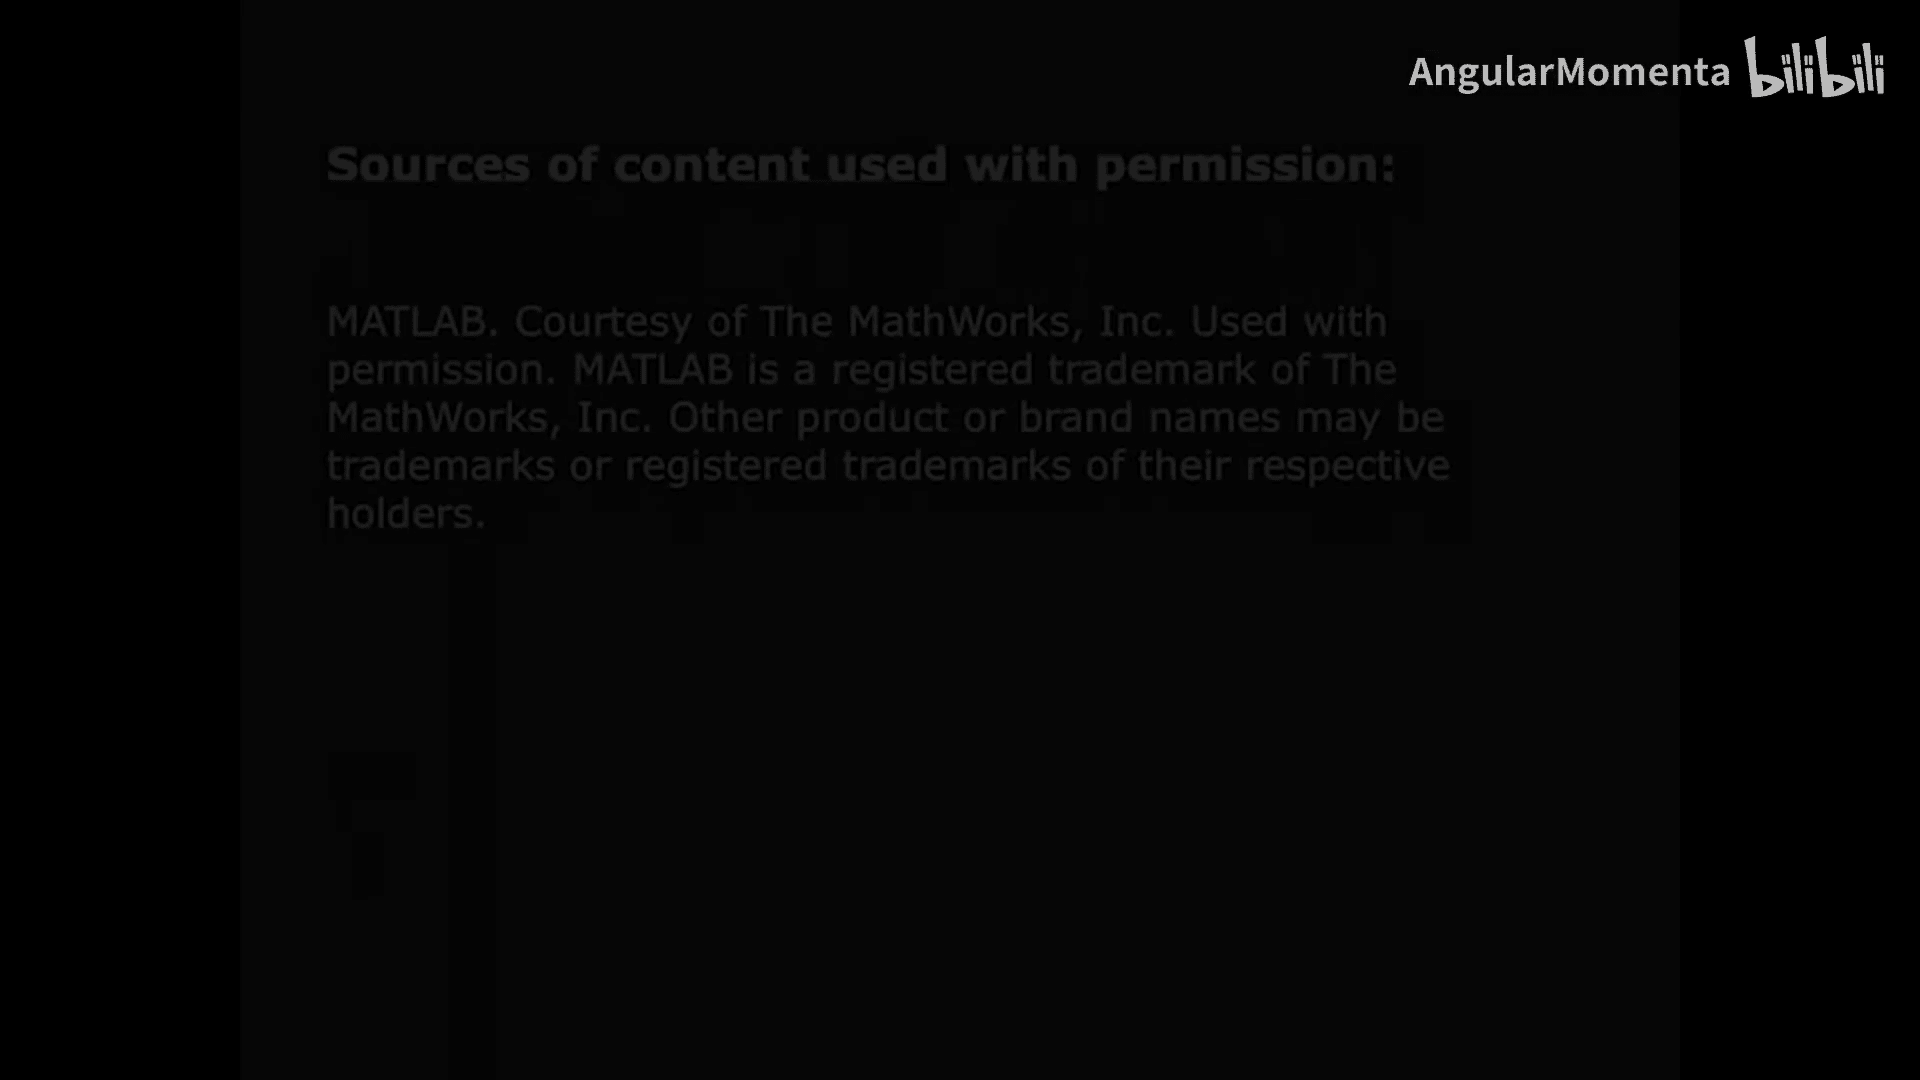 AngularMomenta bilibili
Sources of content used with permission:
MATLAB. Courtesy of The MathWorks, Inc. Used with
permission. MATLAB is a registered trademark of The
MathWorks, Inc. Other product or brand names may be
trademarks or registered trademarks of their respective
holders.